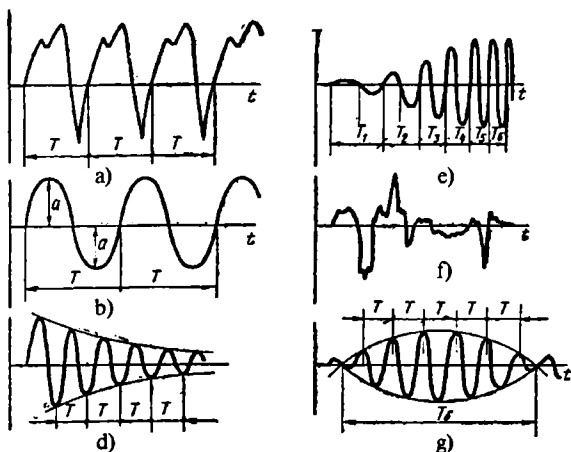 t
T T T
a)
a
a
t
T T
b)
T T T T
d)
t
T₁ T₂ T₃ T₄ T₅ T₆
e)
t
f)
T T T T T
Tб
g)